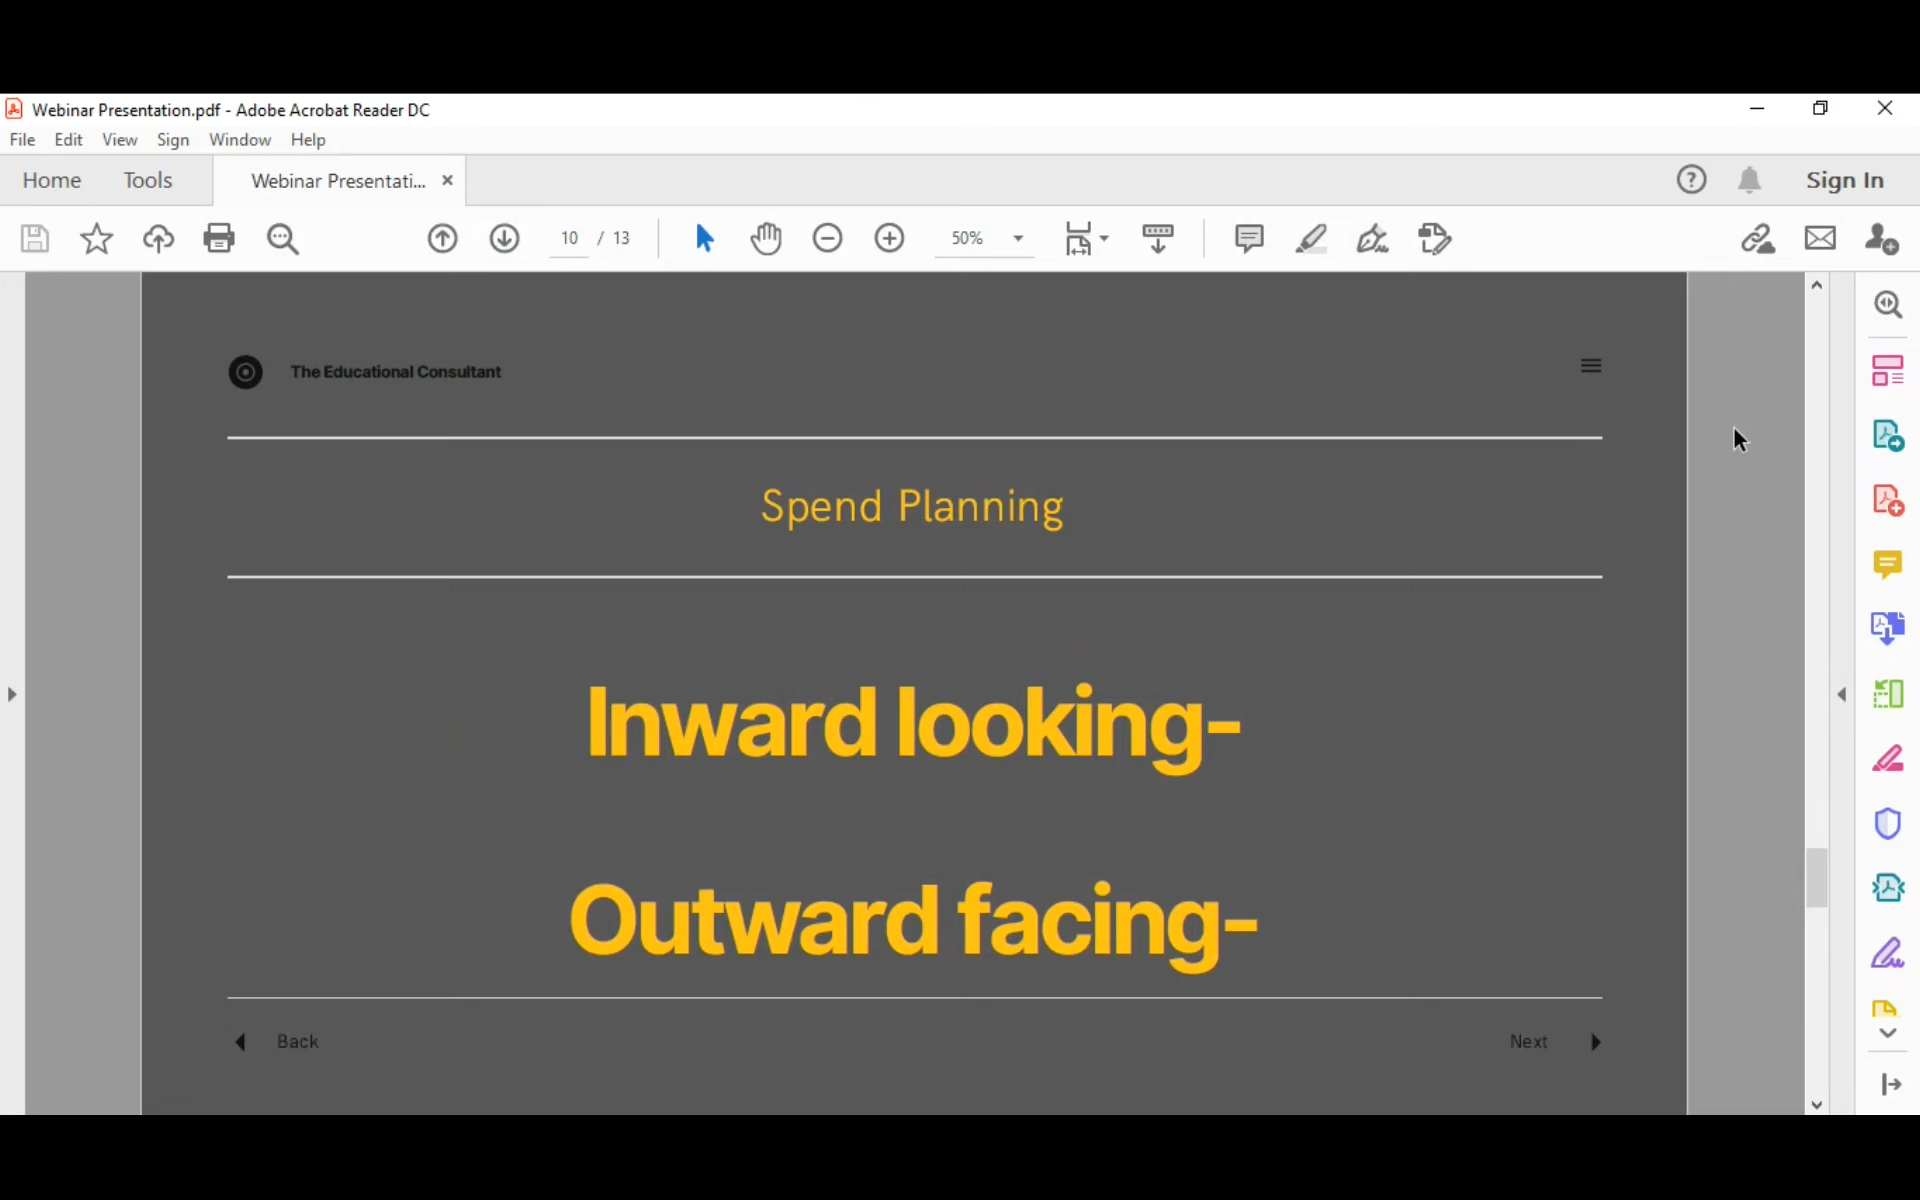 Webinar Presentation.pdf - Adobe Acrobat Reader DC
File Edit View Sign Window Help
Home Tools Webinar Presentati... × Sign In
10 / 13 50%
The Educational Consultant
Spend Planning
Inward looking-
Outward facing-
Back Next